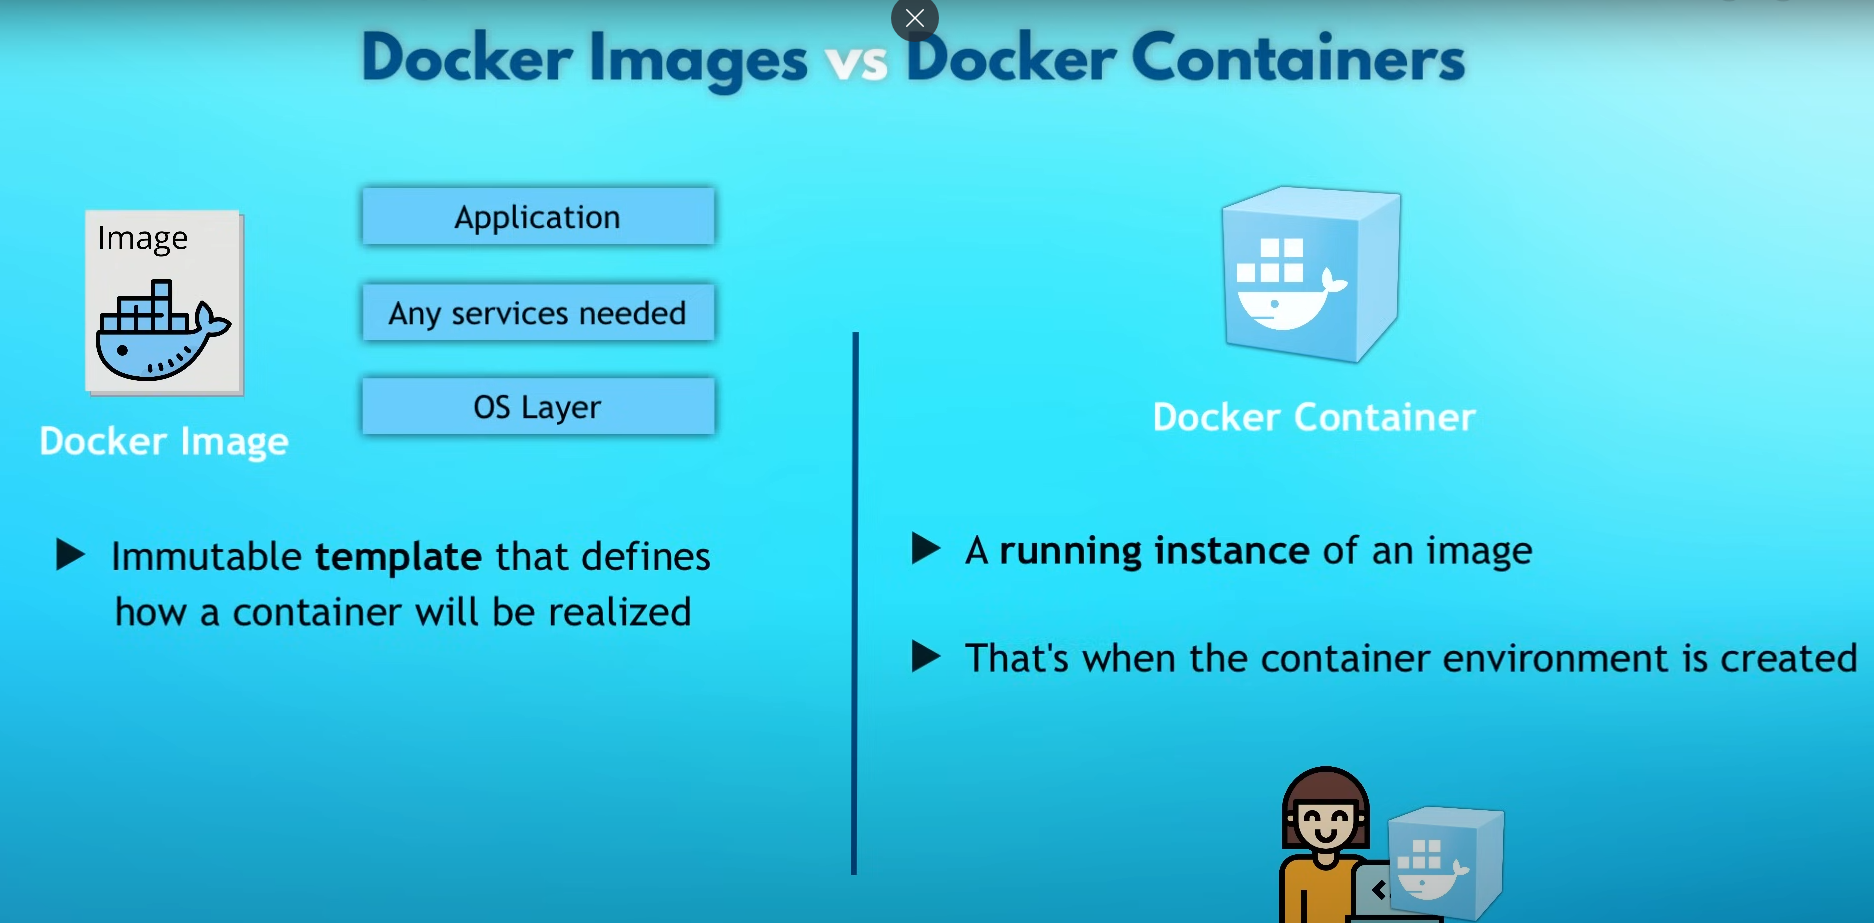 Docker Images vs Docker Containers
Image
Docker Image
Application
Any services needed
OS Layer
▶ Immutable template that defines
how a container will be realized
Docker Container
▶ A running instance of an image
▶ That's when the container environment is created
<